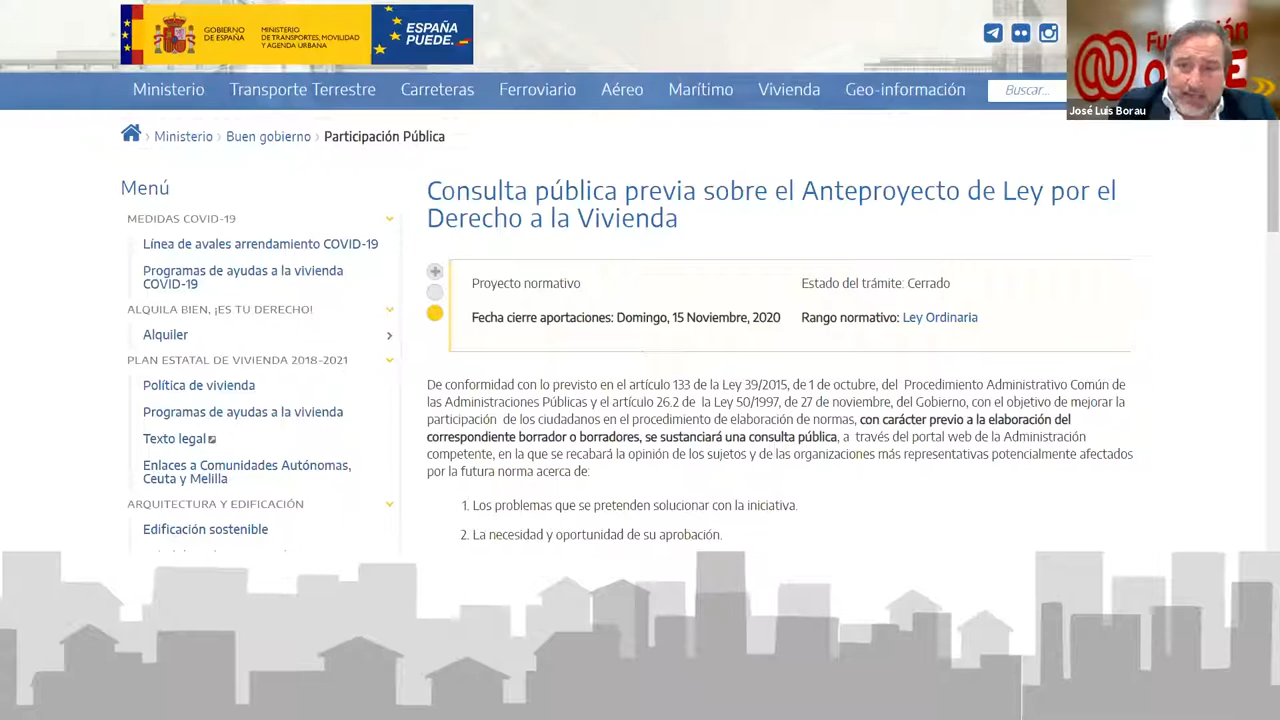 GOBIERNO
DE ESPAÑA
MINISTERIO
DE TRANSPORTES, MOVILIDAD
Y AGENDA URBANA
ESPAÑA
PUEDE.
José Luis Borau
Ministerio Transporte Terrestre Carreteras Ferroviario Aéreo Marítimo Vivienda Geo-información Buscar...
Ministerio › Buen gobierno › Participación Pública
Menú
MEDIDAS COVID-19
Línea de avales arrendamiento COVID-19
Programas de ayudas a la vivienda
COVID-19
ALQUILA BIEN, ¡ES TU DERECHO!
Alquiler
PLAN ESTATAL DE VIVIENDA 2018-2021
Política de vivienda
Programas de ayudas a la vivienda
Texto legal
Enlaces a Comunidades Autónomas,
Ceuta y Melilla
ARQUITECTURA Y EDIFICACIÓN
Edificación sostenible
Consulta pública previa sobre el Anteproyecto de Ley por el
Derecho a la Vivienda
Proyecto normativo
Estado del trámite: Cerrado
Fecha cierre aportaciones: Domingo, 15 Noviembre, 2020
Rango normativo: Ley Ordinaria
De conformidad con lo previsto en el artículo 133 de la Ley 39/2015, de 1 de octubre, del Procedimiento Administrativo Común de
las Administraciones Públicas y el artículo 26.2 de la Ley 50/1997, de 27 de noviembre, del Gobierno, con el objetivo de mejorar la
participación de los ciudadanos en el procedimiento de elaboración de normas, con carácter previo a la elaboración del
correspondiente borrador o borradores, se sustanciará una consulta pública, a través del portal web de la Administración
competente, en la que se recabará la opinión de los sujetos y de las organizaciones más representativas potencialmente afectados
por la futura norma acerca de:
1. Los problemas que se pretenden solucionar con la iniciativa.
2. La necesidad y oportunidad de su aprobación.